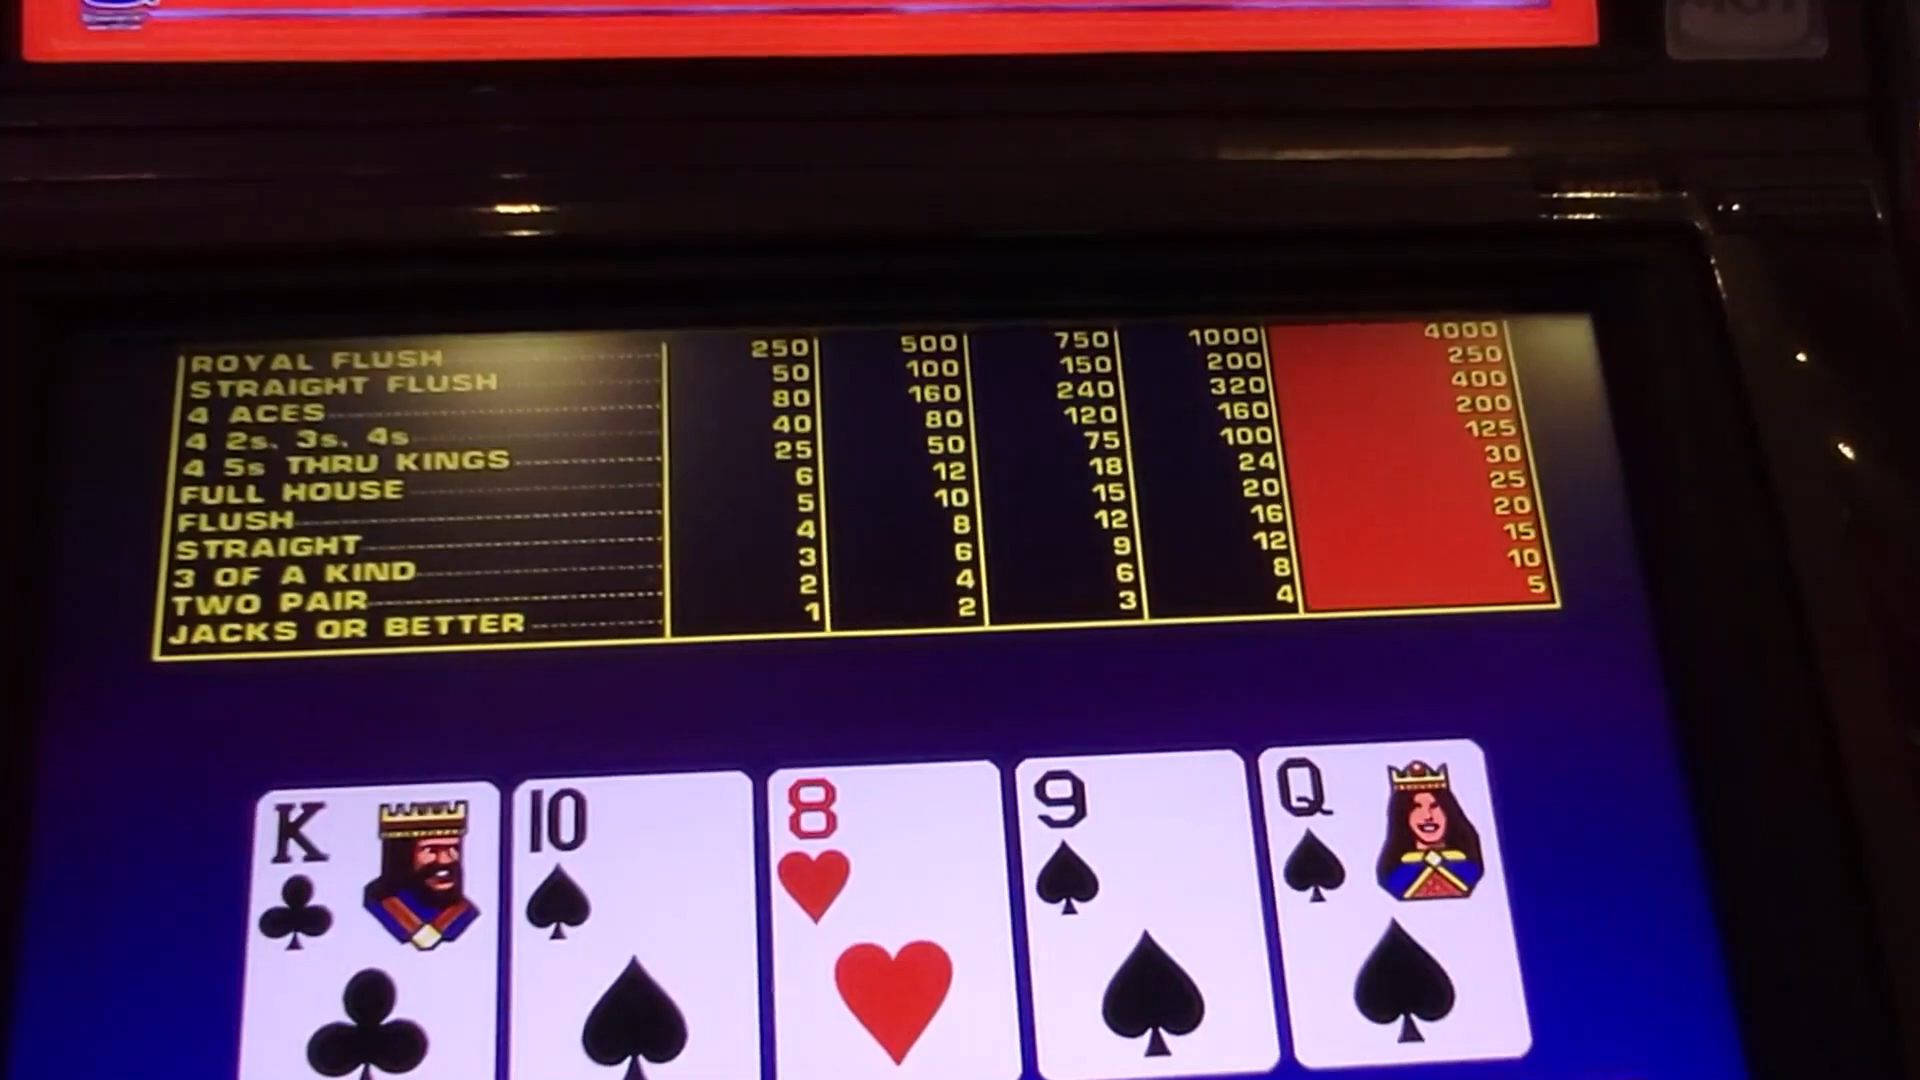 ROYAL FLUSH 250 500 750 1000 4000
STRAIGHT FLUSH 50 100 150 200 250
4 ACES 80 160 240 320 400
4 2s, 3s, 4s 40 80 120 160 200
4 5s THRU KINGS 25 50 75 100 125
FULL HOUSE 6 12 18 24 30
FLUSH 5 10 15 20 25
STRAIGHT 4 8 12 16 20
3 OF A KIND 3 6 9 12 15
TWO PAIR 2 4 6 8 10
JACKS OR BETTER 1 2 3 4 5
K 10 8 9 Q